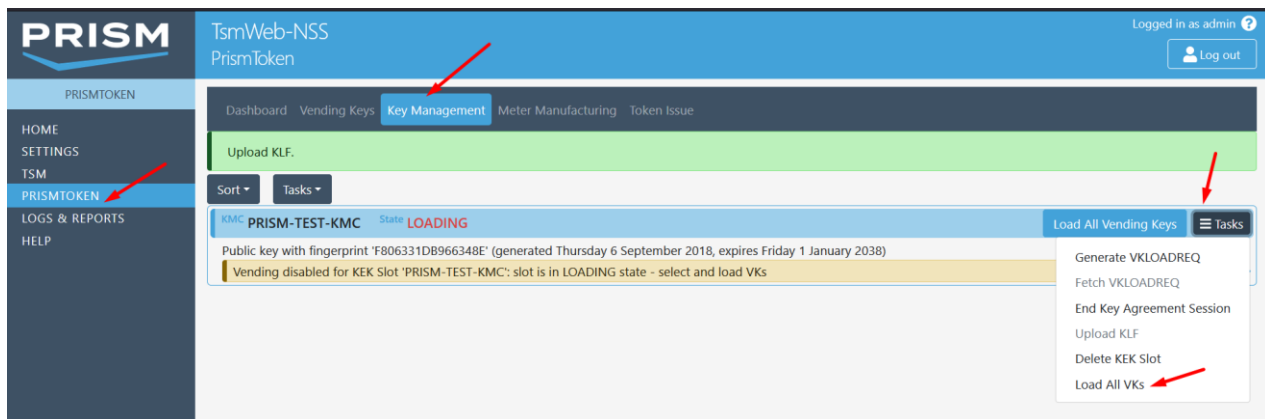 PRISM
TsmWeb-NSS
PrismToken
Logged in as admin ?
Log out
PRISMTOKEN
HOME
SETTINGS
TSM
PRISMTOKEN
LOGS & REPORTS
HELP
Dashboard Vending Keys Key Management Meter Manufacturing Token Issue
Upload KLF.
Sort Tasks
KMC PRISM-TEST-KMC State LOADING
Load All Vending Keys Tasks
Public key with fingerprint 'F806331DB966348E' (generated Thursday 6 September 2018, expires Friday 1 January 2038)
Vending disabled for KEK Slot 'PRISM-TEST-KMC': slot is in LOADING state - select and load VKs
Generate VKLOADREQ
Fetch VKLOADREQ
End Key Agreement Session
Upload KLF
Delete KEK Slot
Load All VKs